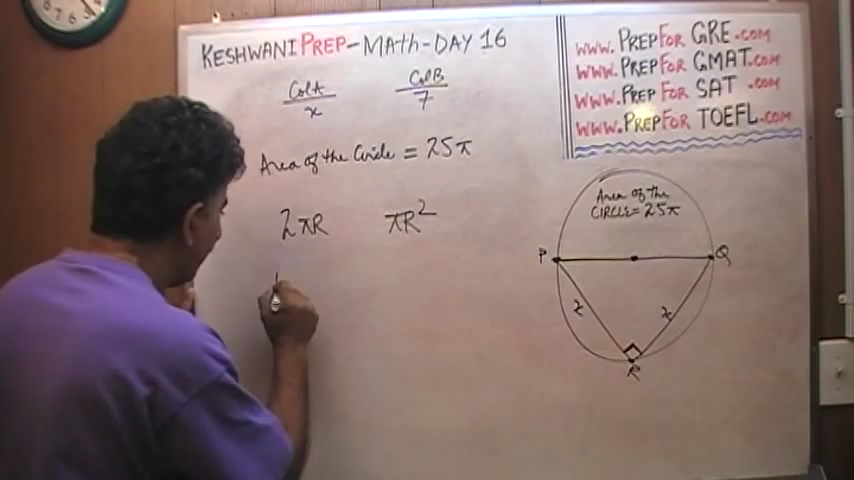 KESHWANI PREP-MATH-DAY 16
Col A Col B
x 7
Area of the Circle = 25π
2πR πR²
www.PREPFOR GRE.com
www.PREPFOR GMAT.com
www.PREP FOR SAT.com
www.PREPFOR TOEFL.com
Area of the
CIRCLE = 25π
P Q
x x
R